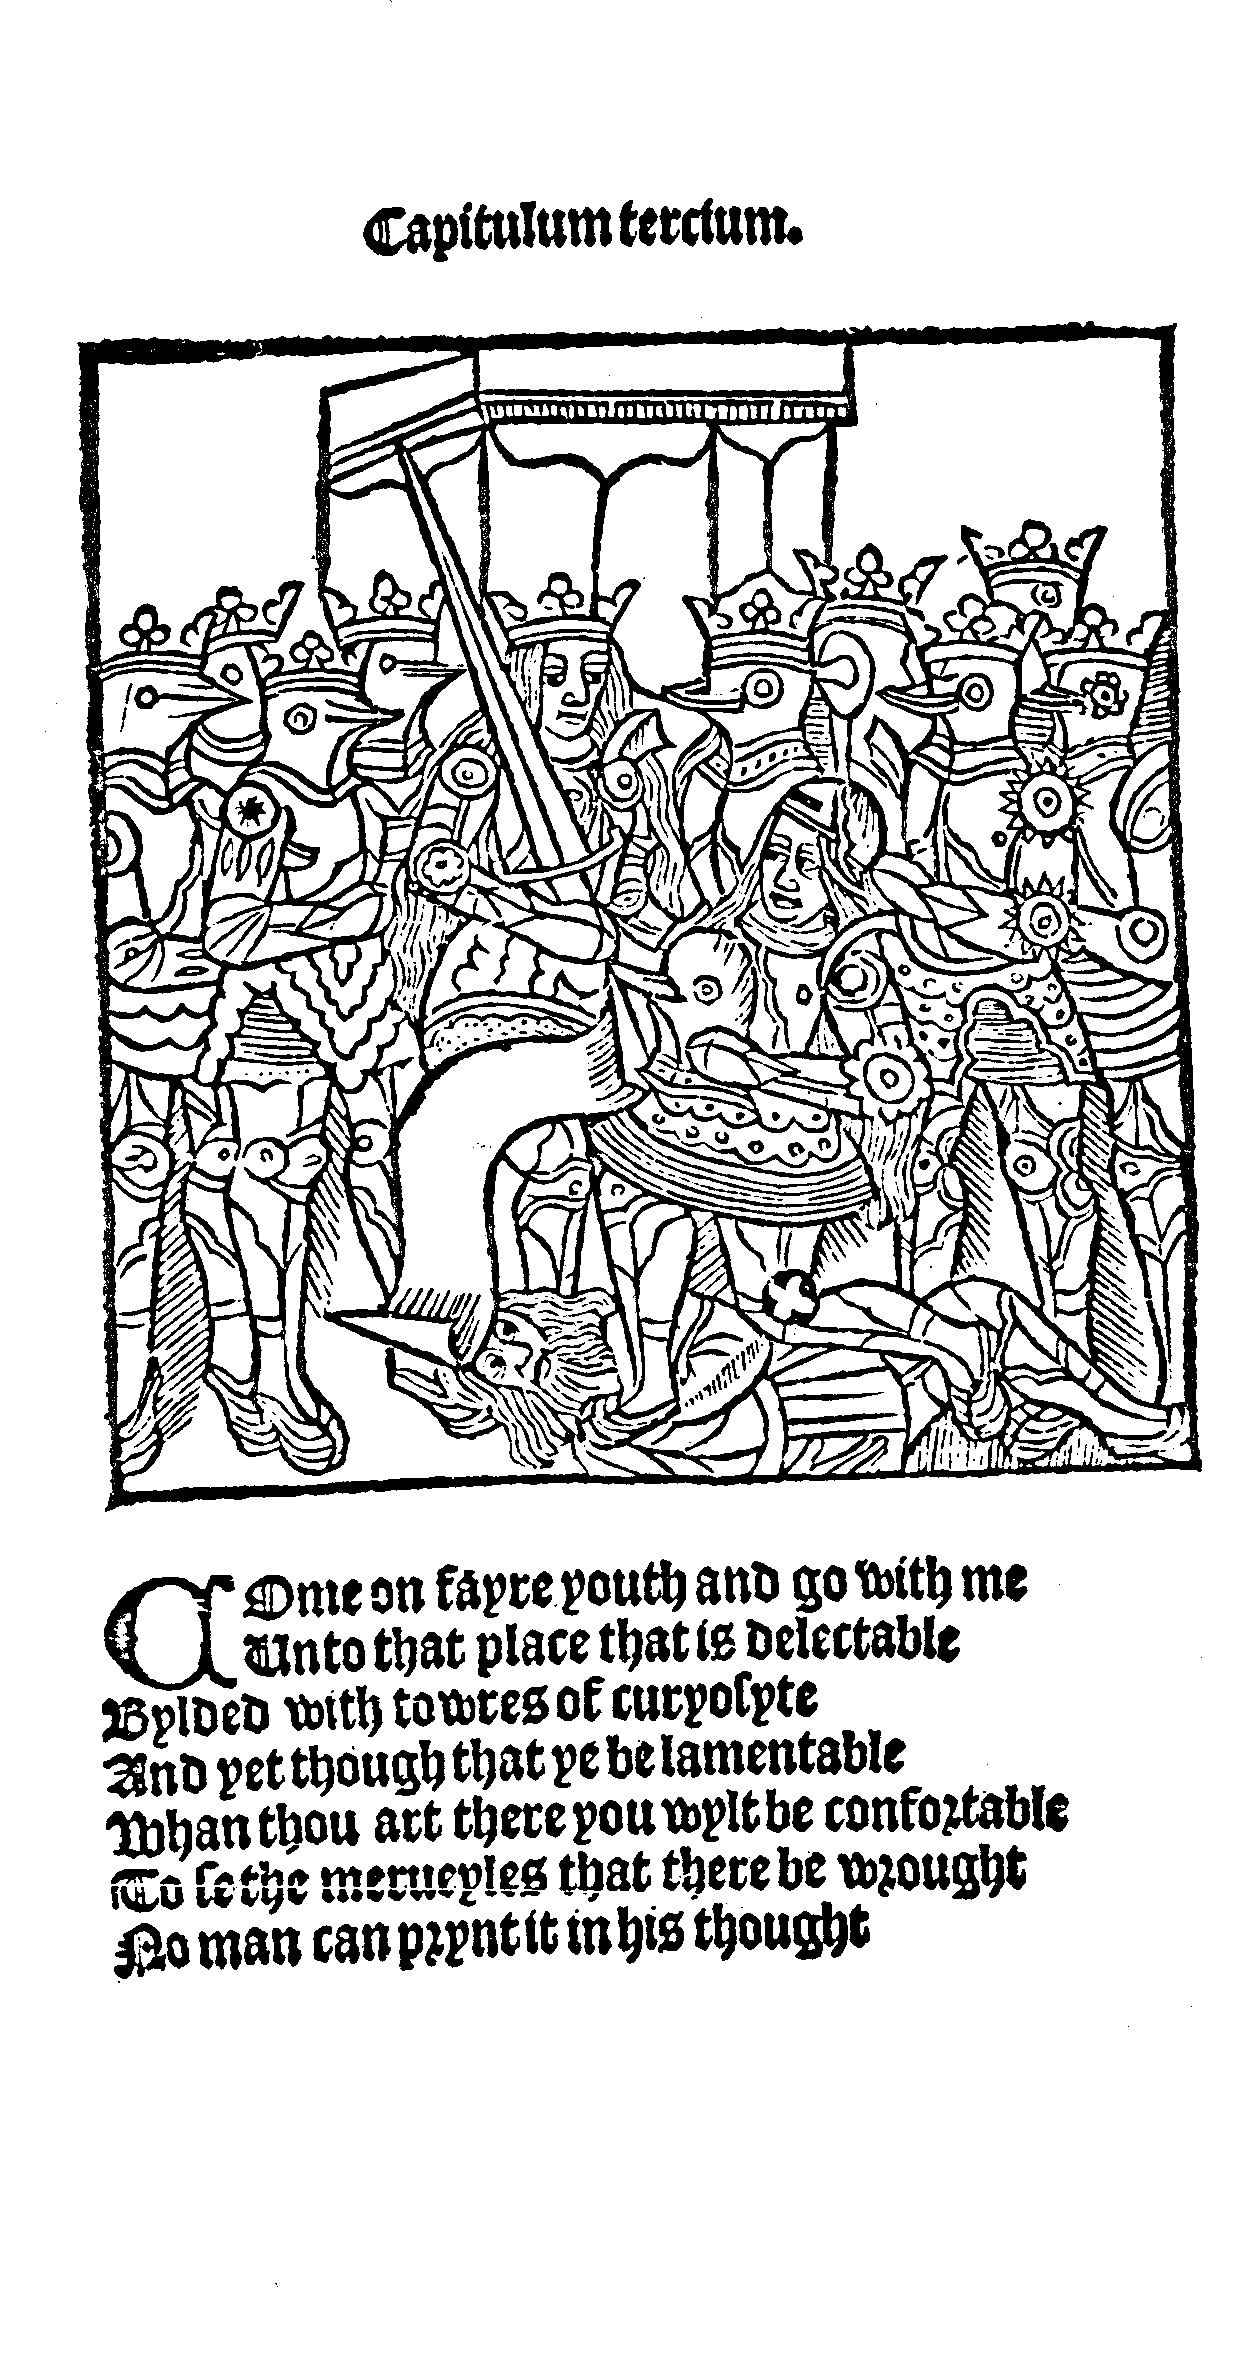 Capitulum tercium.
COme on fayre youth and go with me
Unto that place that is delectable
Bylded with towres of curyoſyte
And yet though that ye be lamentable
Whan thou art there you wylt be confortable
To ſe the merueyles that there be wrought
No man can prynt it in his thought